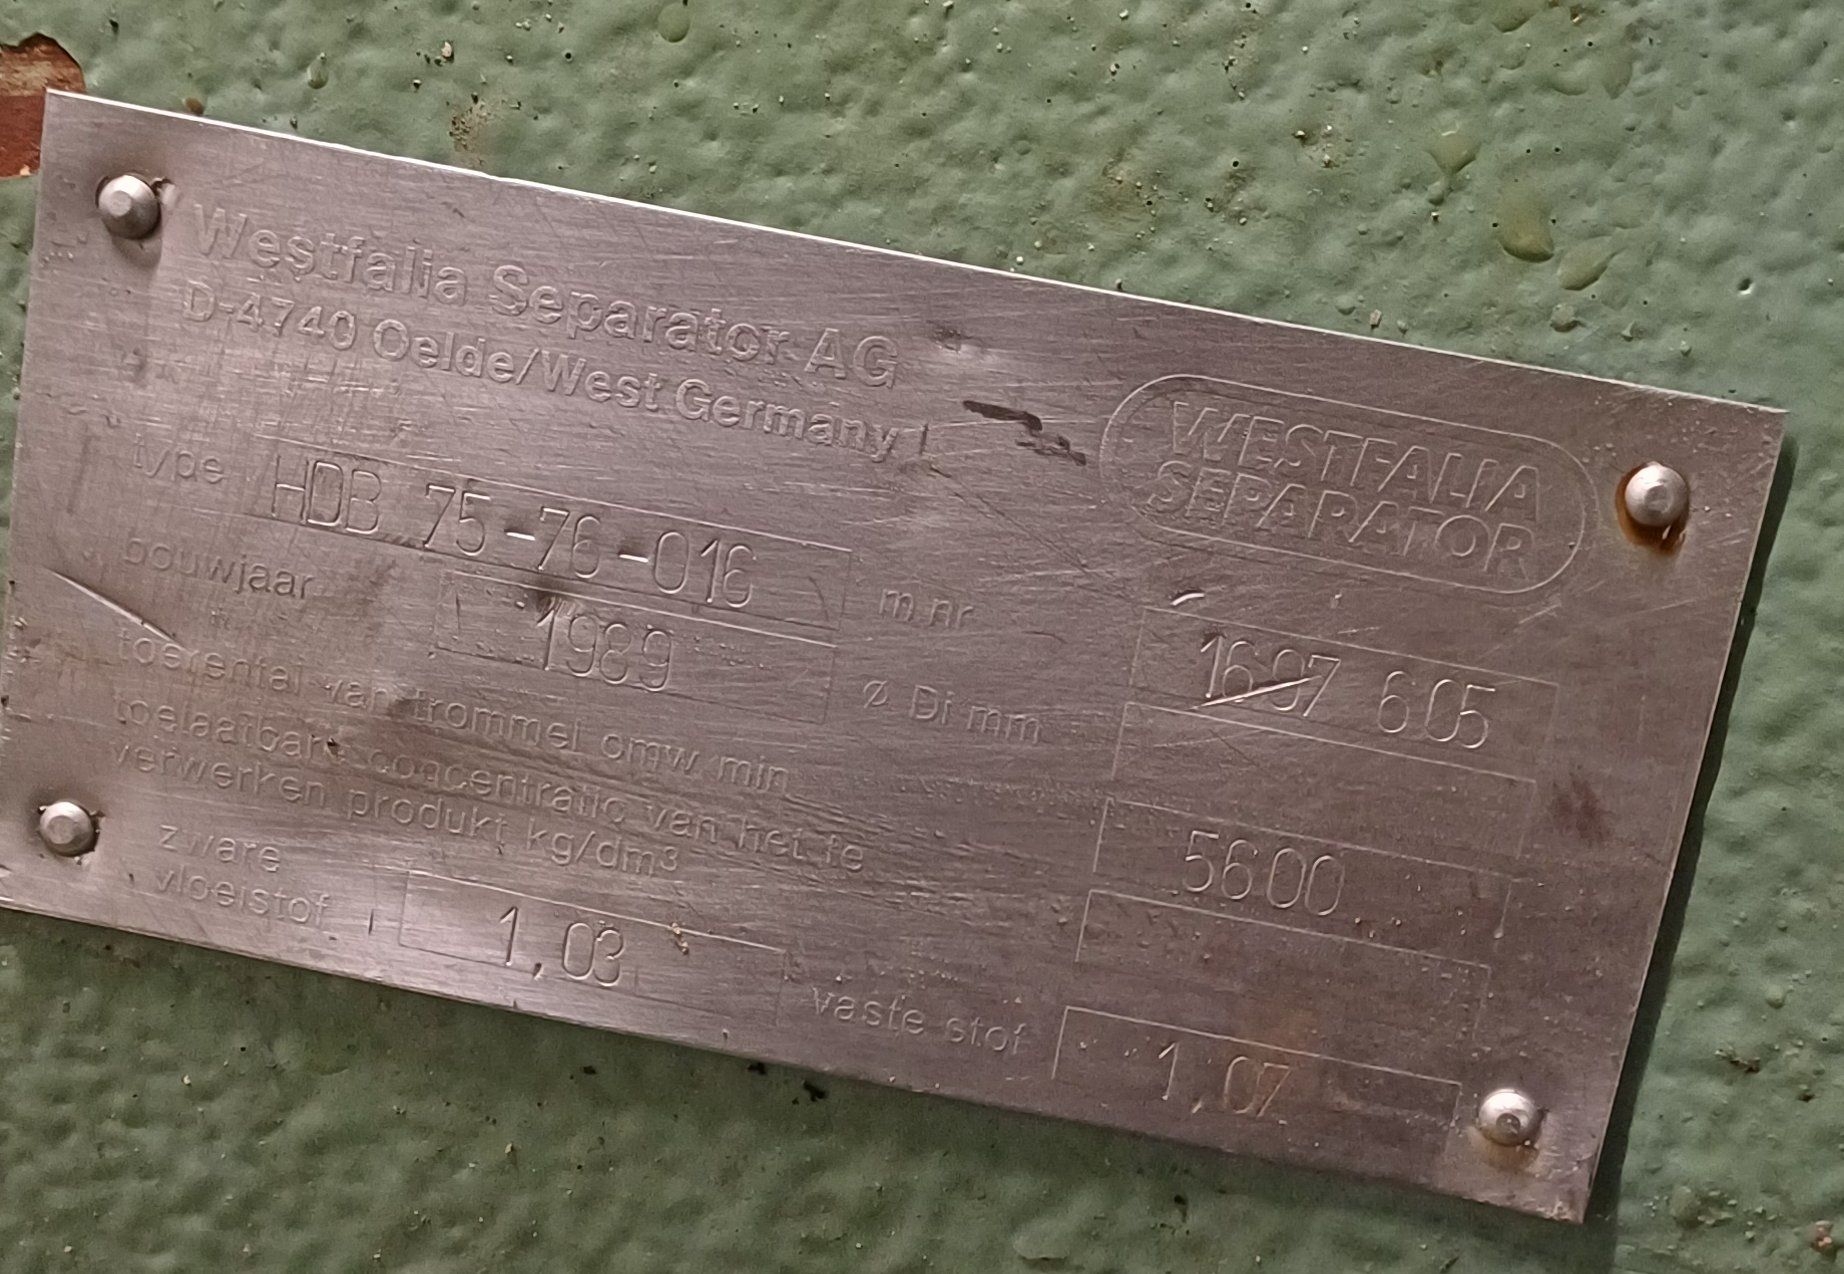 Westfalia Separator AG
D-4740 Oelde/West Germany
WESTFALIA
SEPARATOR
type HDB 75-76-016 m nr 1697 605
bouwjaar 1989 Ø Di mm
toerental van trommel omw min 5600
toelaatbare concentratie van het te
verwerken produkt kg/dm³
zware
vloeistof 1,03 vaste stof 1,07